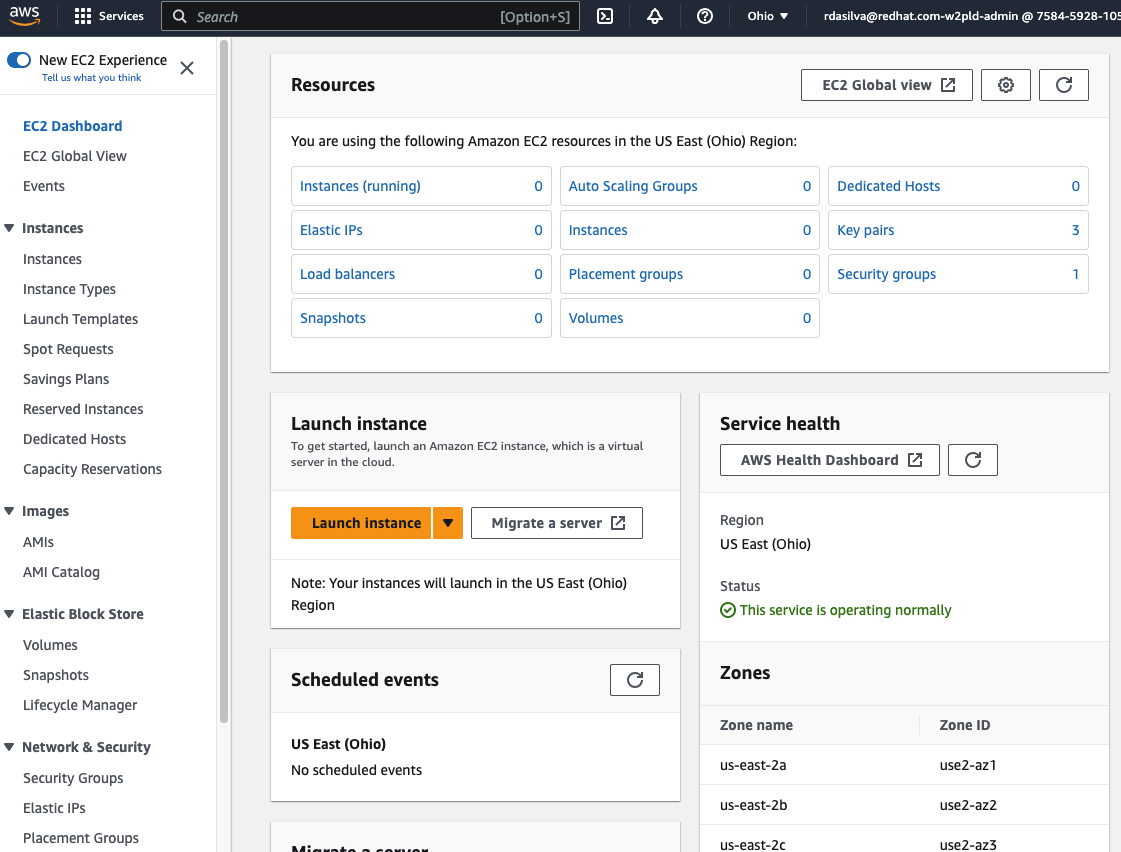 aws
Services
Search
[Option+S]
Ohio
rdasilva@redhat.com-w2pld-admin @ 7584-5928-105
New EC2 Experience
Tell us what you think
EC2 Dashboard
EC2 Global View
Events
Instances
Instances
Instance Types
Launch Templates
Spot Requests
Savings Plans
Reserved Instances
Dedicated Hosts
Capacity Reservations
Images
AMIs
AMI Catalog
Elastic Block Store
Volumes
Snapshots
Lifecycle Manager
Network & Security
Security Groups
Elastic IPs
Placement Groups
Resources
EC2 Global view
You are using the following Amazon EC2 resources in the US East (Ohio) Region:
Instances (running) 0
Auto Scaling Groups 0
Dedicated Hosts 0
Elastic IPs 0
Instances 0
Key pairs 3
Load balancers 0
Placement groups 0
Security groups 1
Snapshots 0
Volumes 0
Launch instance
To get started, launch an Amazon EC2 instance, which is a virtual
server in the cloud.
Launch instance
Migrate a server
Note: Your instances will launch in the US East (Ohio)
Region
Scheduled events
US East (Ohio)
No scheduled events
Migrate a server
Service health
AWS Health Dashboard
Region
US East (Ohio)
Status
This service is operating normally
Zones
Zone name Zone ID
us-east-2a use2-az1
us-east-2b use2-az2
us-east-2c use2-az3